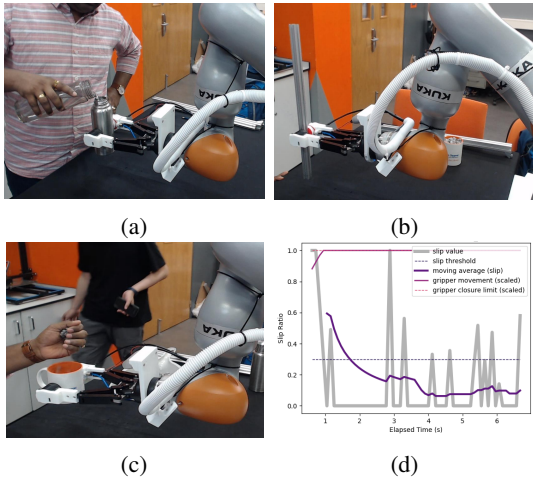 KUKA
KUKA
KUKA
(a)
(b)
(c)
1.0
0.8
0.6
0.4
0.2
0.0
Slip Ratio
1
2
3
4
5
6
Elapsed Time (s)
slip value
slip threshold
moving average (slip)
gripper movement (scaled)
gripper closure limit (scaled)
(d)